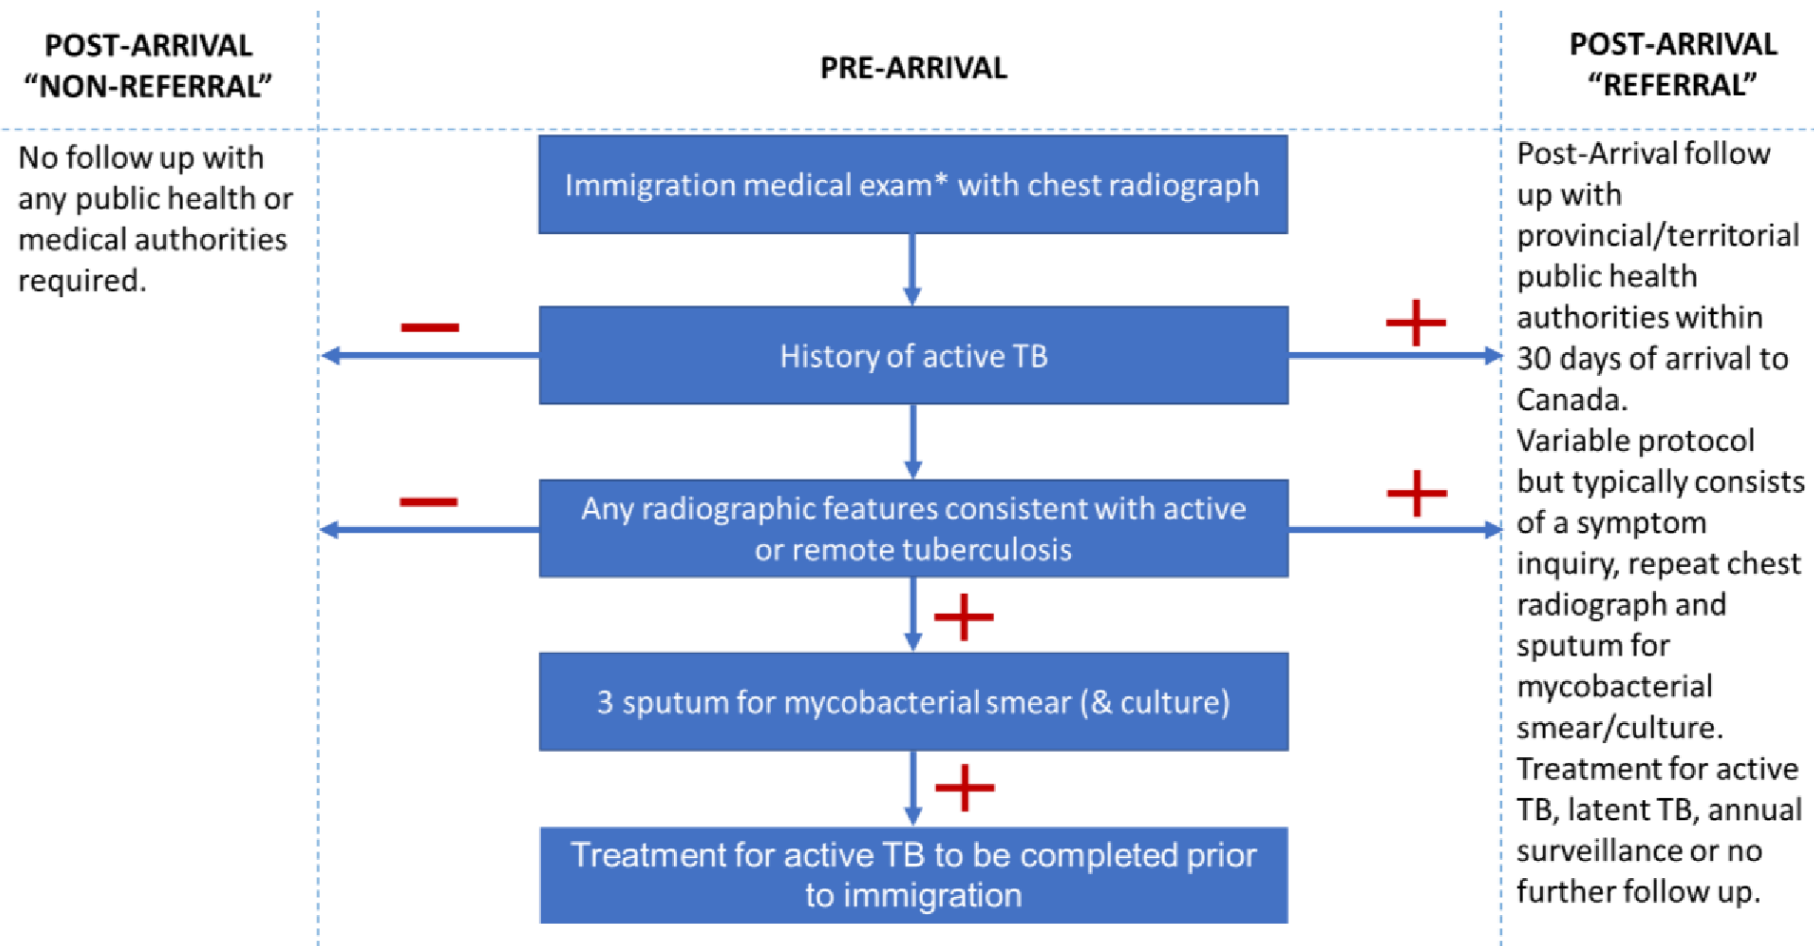 POST-ARRIVAL
“NON-REFERRAL”
PRE-ARRIVAL
POST-ARRIVAL
“REFERRAL”
No follow up with
any public health or
medical authorities
required.
Immigration medical exam* with chest radiograph
History of active TB
Any radiographic features consistent with active
or remote tuberculosis
3 sputum for mycobacterial smear (& culture)
Treatment for active TB to be completed prior
to immigration
Post-Arrival follow
up with
provincial/territorial
public health
authorities within
30 days of arrival to
Canada.
Variable protocol
but typically consists
of a symptom
inquiry, repeat chest
radiograph and
sputum for
mycobacterial
smear/culture.
Treatment for active
TB, latent TB, annual
surveillance or no
further follow up.